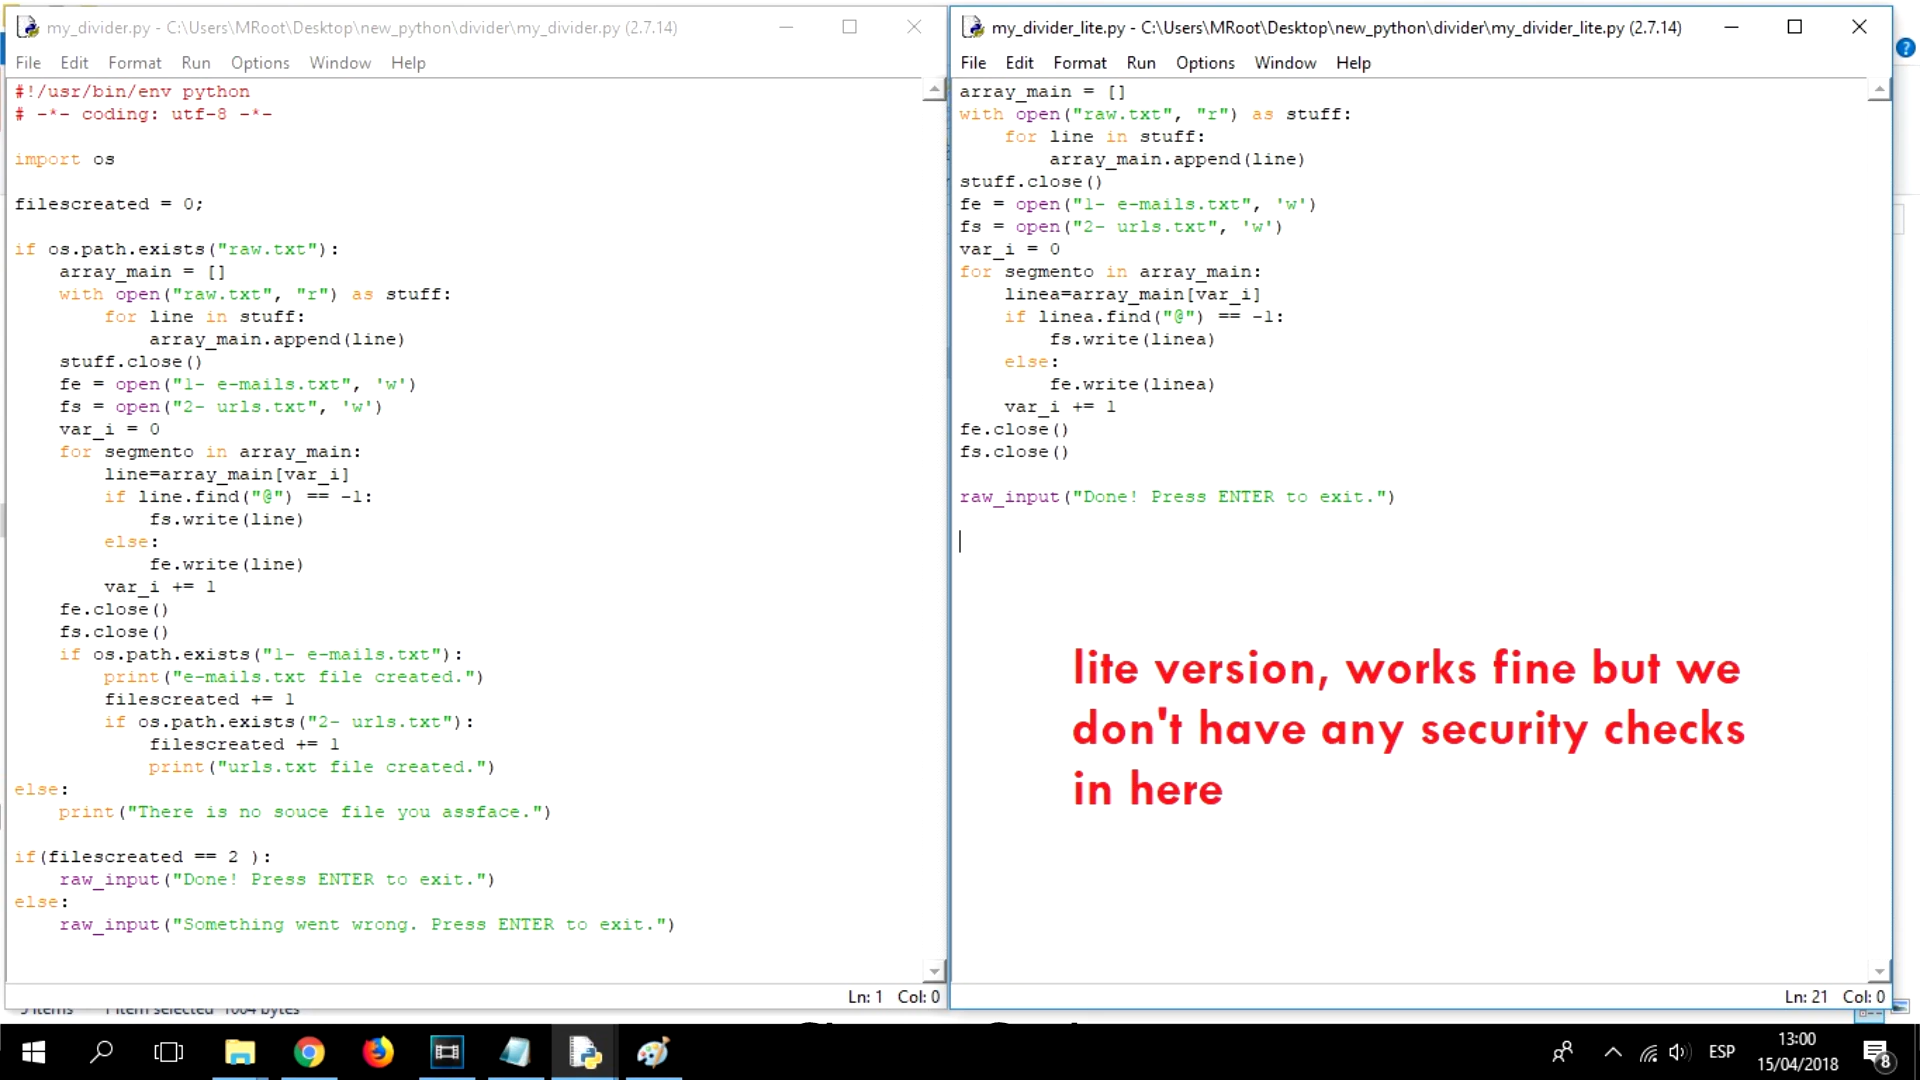 my_divider.py - C:\Users\MRoot\Desktop\new_python\divider\my_divider.py (2.7.14)
File Edit Format Run Options Window Help
#!/usr/bin/env python
# -*- coding: utf-8 -*-
import os
filescreated = 0;
if os.path.exists("raw.txt"):
    array_main = []
    with open("raw.txt", "r") as stuff:
        for line in stuff:
            array_main.append(line)
    stuff.close()
    fe = open("1- e-mails.txt", 'w')
    fs = open("2- urls.txt", 'w')
    var_i = 0
    for segmento in array_main:
        line=array_main[var_i]
        if line.find("@") == -1:
            fs.write(line)
        else:
            fe.write(line)
        var_i += 1
    fe.close()
    fs.close()
    if os.path.exists("1- e-mails.txt"):
        print("e-mails.txt file created.")
        filescreated += 1
        if os.path.exists("2- urls.txt"):
            filescreated += 1
            print("urls.txt file created.")
else:
    print("There is no souce file you assface.")
if(filescreated == 2 ):
    raw_input("Done! Press ENTER to exit.")
else:
    raw_input("Something went wrong. Press ENTER to exit.")
Ln: 1 Col: 0
my_divider_lite.py - C:\Users\MRoot\Desktop\new_python\divider\my_divider_lite.py (2.7.14)
File Edit Format Run Options Window Help
array_main = []
with open("raw.txt", "r") as stuff:
    for line in stuff:
        array_main.append(line)
stuff.close()
fe = open("1- e-mails.txt", 'w')
fs = open("2- urls.txt", 'w')
var_i = 0
for segmento in array_main:
    linea=array_main[var_i]
    if linea.find("@") == -1:
        fs.write(linea)
    else:
        fe.write(linea)
    var_i += 1
fe.close()
fs.close()
raw_input("Done! Press ENTER to exit.")
lite version, works fine but we
don't have any security checks
in here
Ln: 21 Col: 0
items 1 item selected 1004 bytes
ESP
13:00
15/04/2018
8